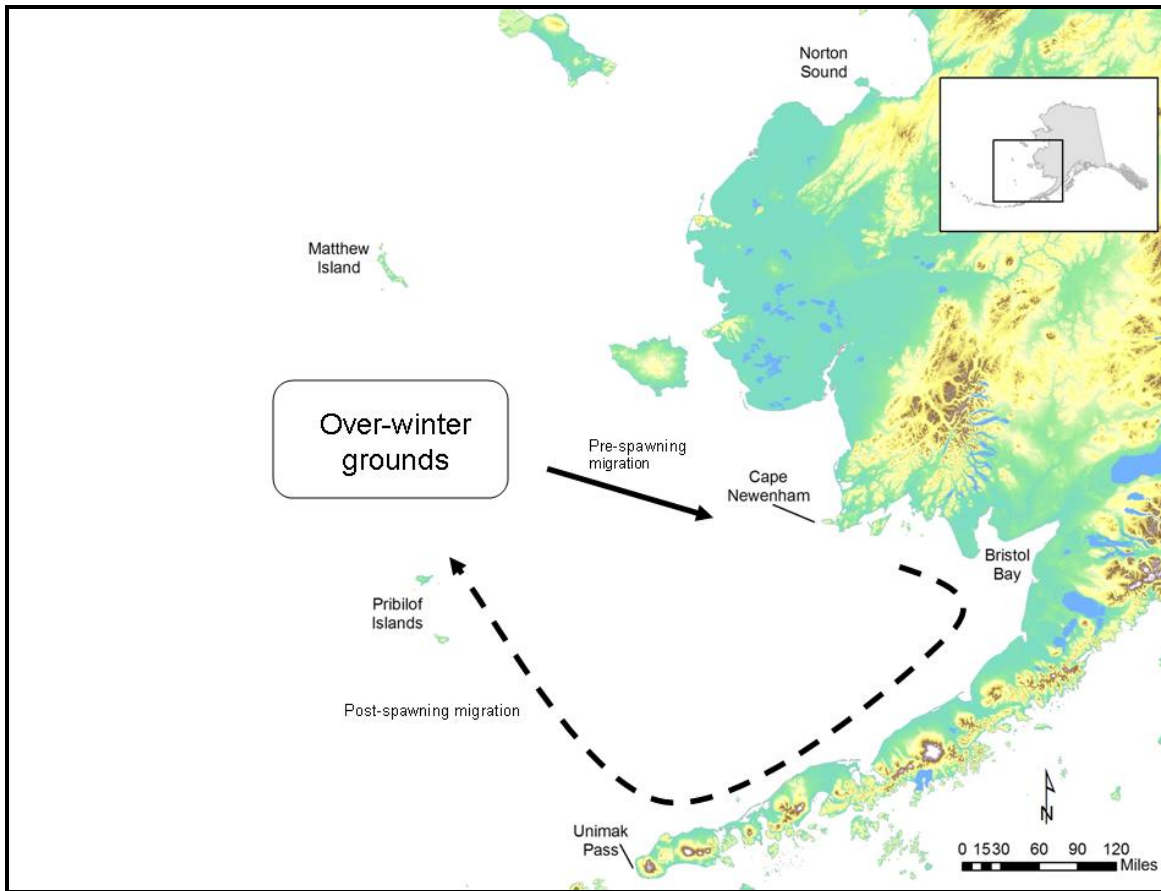 Norton
Sound
Matthew
Island
Over-winter
grounds
Pre-spawning
migration
Cape
Newenham
Bristol
Bay
Pribilof
Islands
Post-spawning migration
Unimak
Pass
N
0 1530 60 90 120
Miles